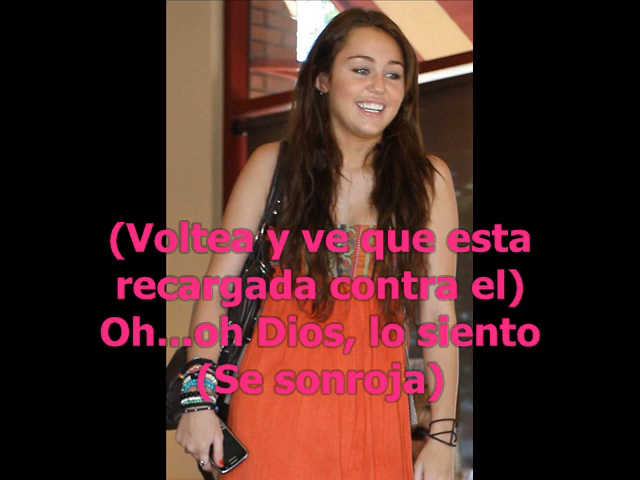 (Voltea y ve que esta
recargada contra el)
Oh...oh Dios, lo siento
(Se sonroja)